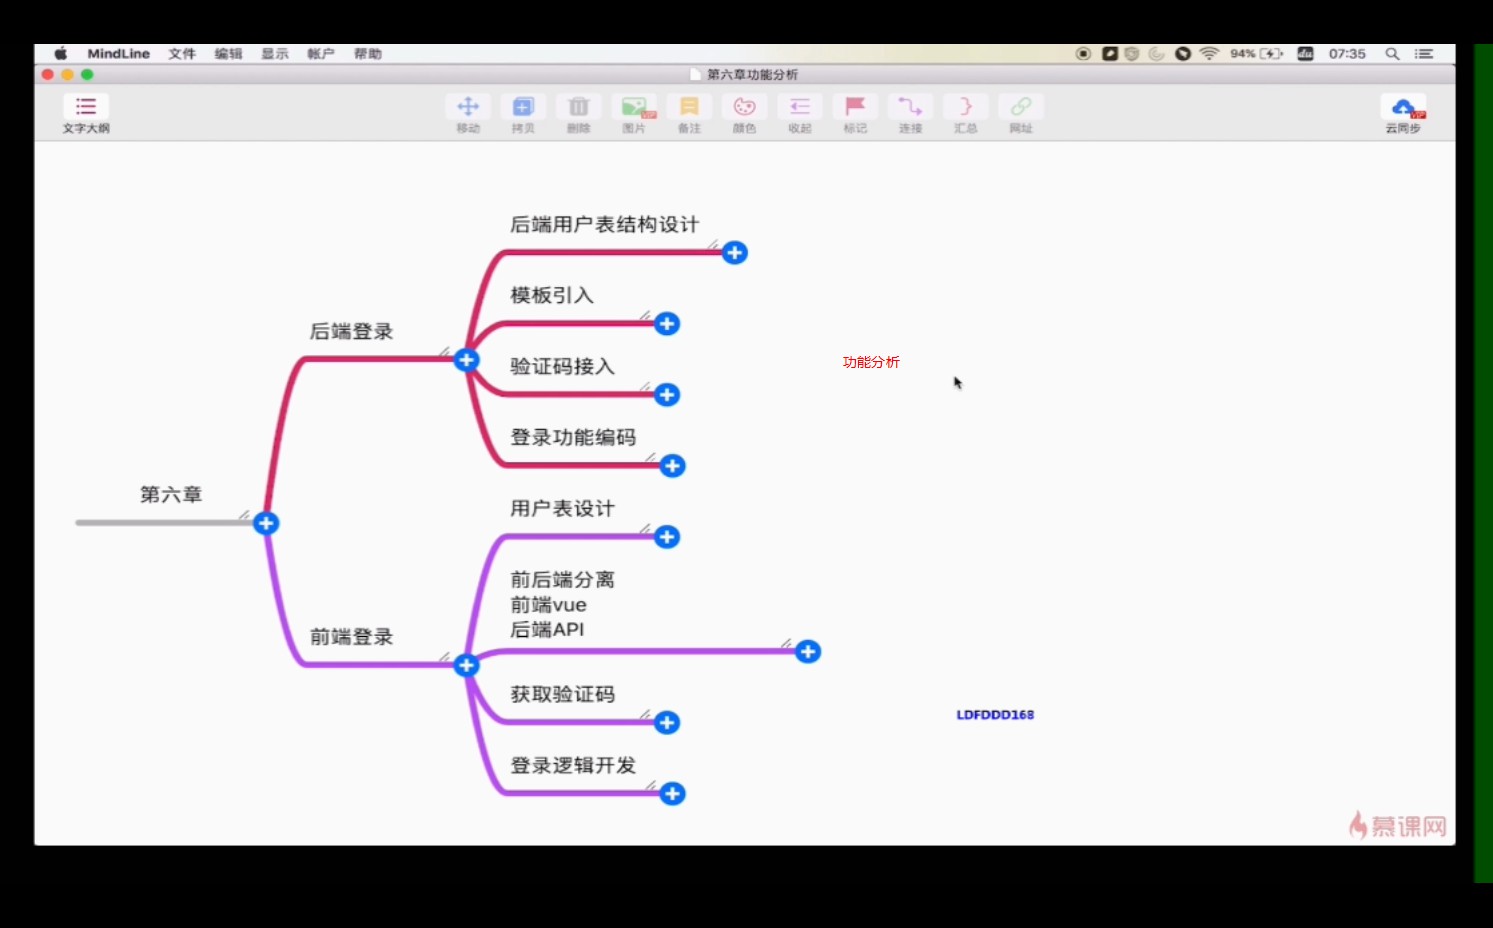 MindLine 文件 编辑 显示 帐户 帮助 94% 07:35
第六章功能分析
文字大纲 移动 拷贝 删除 图片 备注 颜色 收起 标记 连接 汇总 网址 云同步
VIP VIP
后端用户表结构设计
模板引入
后端登录
验证码接入
功能分析
登录功能编码
第六章
用户表设计
前后端分离
前端vue
后端API
前端登录
获取验证码
LDFDDD168
登录逻辑开发
慕课网